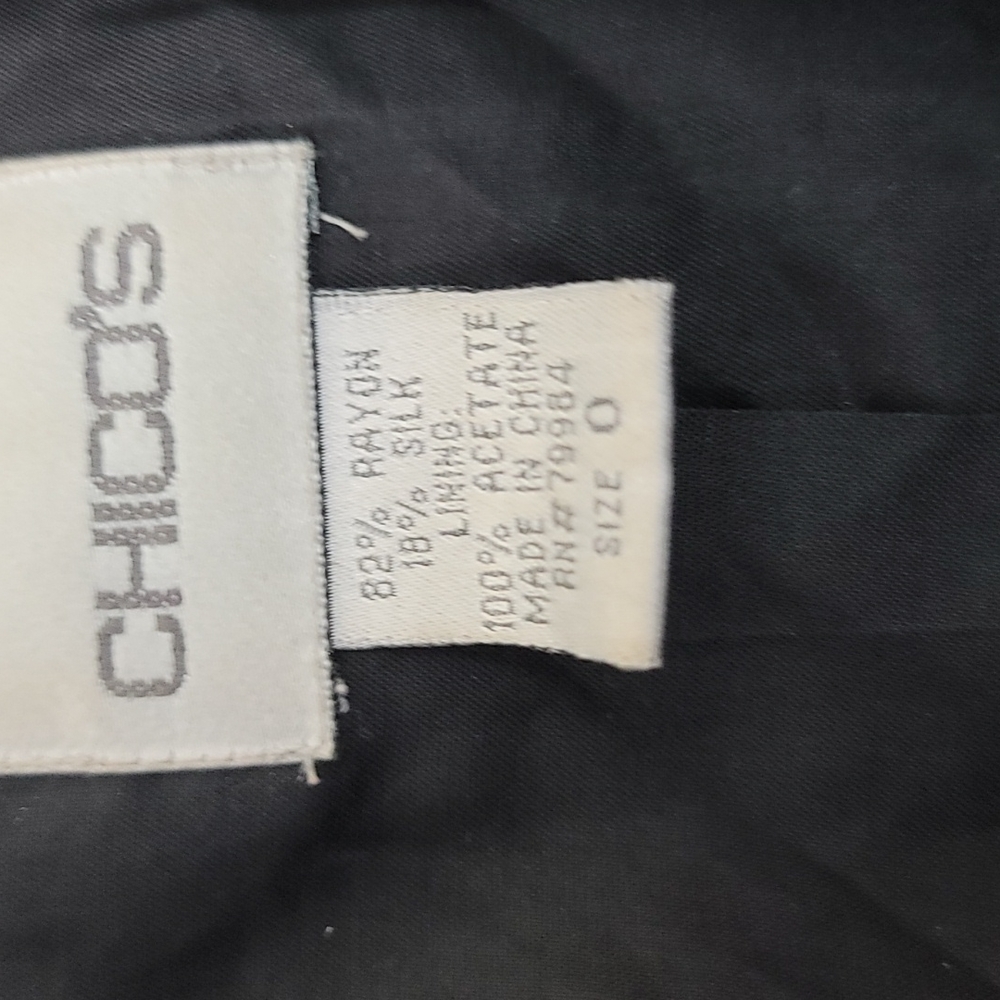 CHICO'S
82% RAYON
18% SILK
LINING:
100% ACETATE
MADE IN CHINA
RN# 79984
SIZE 0